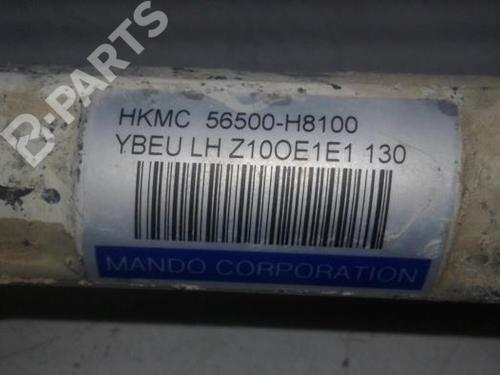 B-PARTS
HKMC 56500-H8100
YBEU LH Z10OE1E1 130
MANDO CORPORATION